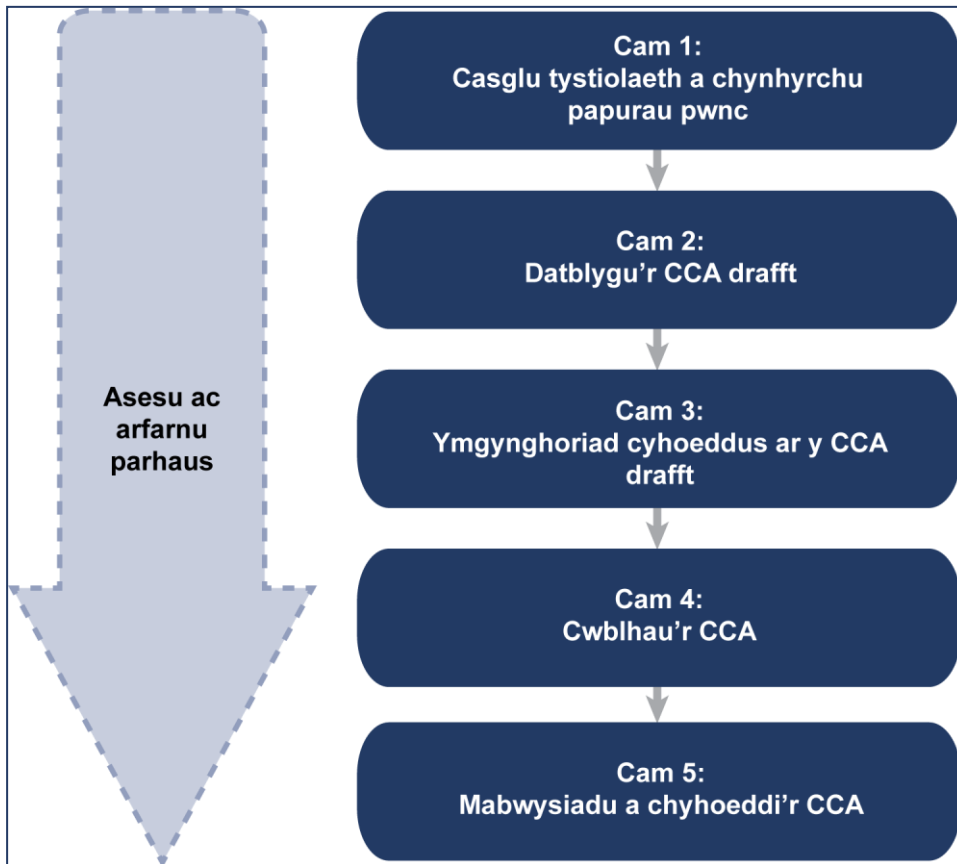 Cam 1:
Casglu tystiolaeth a chynhyrchu
papurau pwnc
Cam 2:
Datblygu’r CCA drafft
Asesu ac
arfarnu
parhaus
Cam 3:
Ymgynghoriad cyhoeddus ar y CCA
drafft
Cam 4:
Cwblhau’r CCA
Cam 5:
Mabwysiadu a chyhoeddi’r CCA